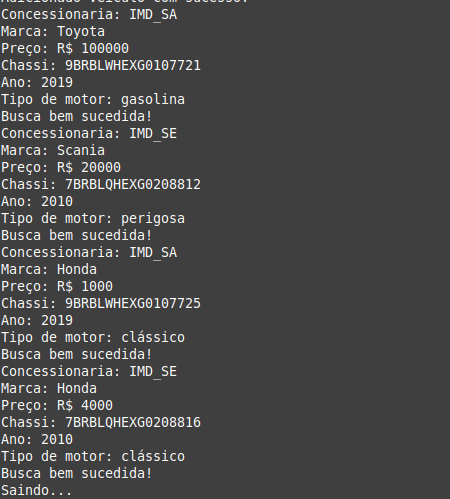 Adicionado veículo com sucesso!
Concessionaria: IMD_SA
Marca: Toyota
Preço: R$ 100000
Chassi: 9BRBLWHEXG0107721
Ano: 2019
Tipo de motor: gasolina
Busca bem sucedida!
Concessionaria: IMD_SE
Marca: Scania
Preço: R$ 20000
Chassi: 7BRBLQHEXG0208812
Ano: 2010
Tipo de motor: perigosa
Busca bem sucedida!
Concessionaria: IMD_SA
Marca: Honda
Preço: R$ 1000
Chassi: 9BRBLWHEXG0107725
Ano: 2019
Tipo de motor: clássico
Busca bem sucedida!
Concessionaria: IMD_SE
Marca: Honda
Preço: R$ 4000
Chassi: 7BRBLQHEXG0208816
Ano: 2010
Tipo de motor: clássico
Busca bem sucedida!
Saindo...